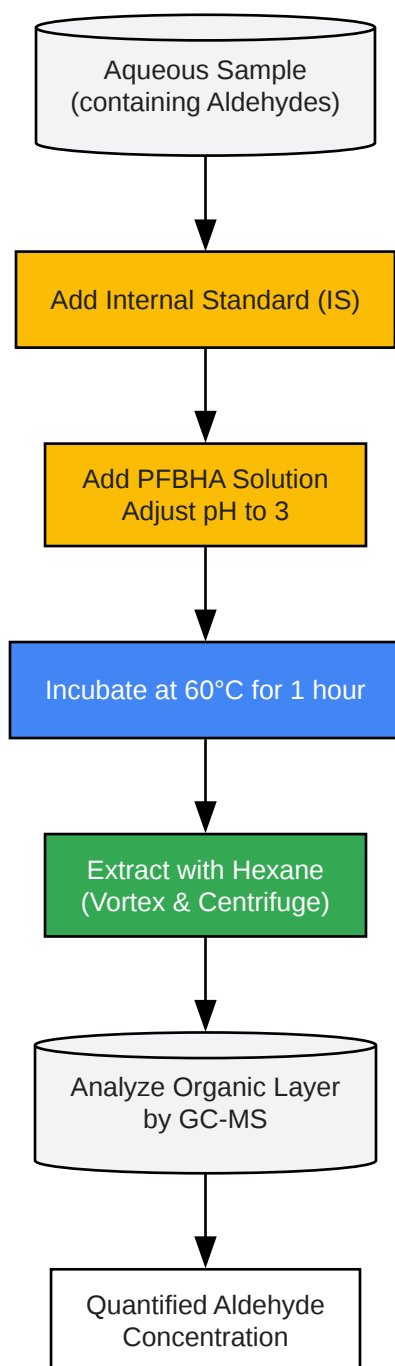 Aqueous Sample
(containing Aldehydes)
Add Internal Standard (IS)
Add PFBHA Solution
Adjust pH to 3
Incubate at 60°C for 1 hour
Extract with Hexane
(Vortex & Centrifuge)
Analyze Organic Layer
by GC-MS
Quantified Aldehyde
Concentration